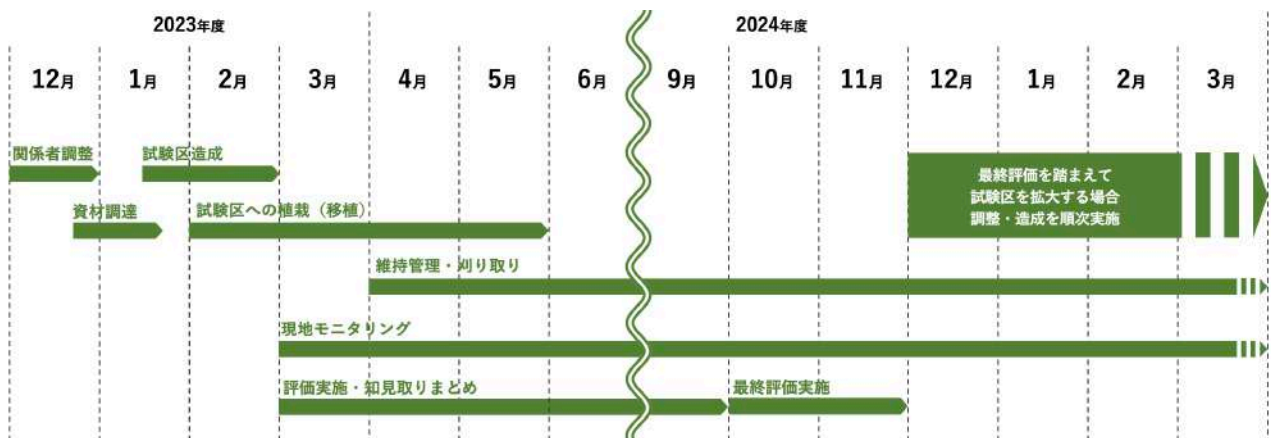 2023年度
2024年度
12月 1月 2月 3月 4月 5月 6月 9月 10月 11月 12月 1月 2月 3月
関係者調整
試験区造成
最終評価を踏まえて
試験区を拡大する場合
調整・造成を順次実施
資材調達
試験区への植栽（移植）
維持管理・刈り取り
現地モニタリング
評価実施・知見取りまとめ
最終評価実施